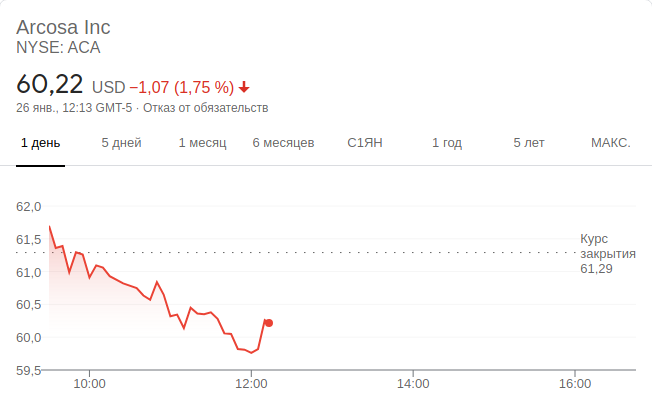 Arcosa Inc
NYSE: ACA
60,22 USD −1,07 (1,75 %)
26 янв., 12:13 GMT-5 · Отказ от обязательств
1 день 5 дней 1 месяц 6 месяцев С1ЯН 1 год 5 лет МАКС.
62,0
61,5
61,0
60,5
60,0
59,5
Курс
закрытия
61,29
10:00 12:00 14:00 16:00